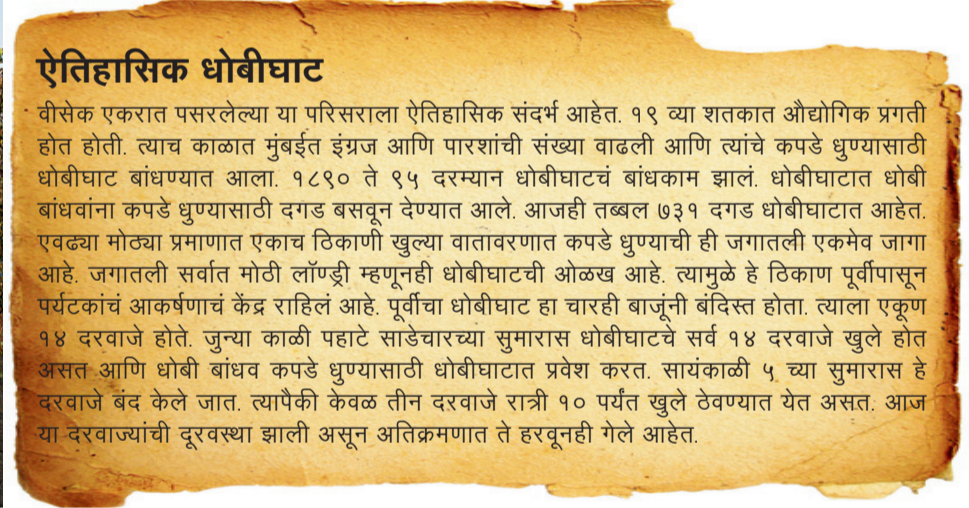 ऐतिहासिक धोबीघाट
वीसेक एकरात पसरलेल्या या परिसराला ऐतिहासिक संदर्भ आहेत. १९ व्या शतकात औद्योगिक प्रगती
होत होती. त्याच काळात मुंबईत इंग्रज आणि पारशांची संख्या वाढली आणि त्यांचे कपडे धुण्यासाठी
धोबीघाट बांधण्यात आला. १८९० ते ९५ दरम्यान धोबीघाटचं बांधकाम झालं. धोबीघाटात धोबी
बांधवांना कपडे धुण्यासाठी दगड बसवून देण्यात आले. आजही तब्बल ७३१ दगड धोबीघाटात आहेत.
एवढ्या मोठ्या प्रमाणात एकाच ठिकाणी खुल्या वातावरणात कपडे धुण्याची ही जगातली एकमेव जागा
आहे. जगातली सर्वात मोठी लॉण्ड्री म्हणूनही धोबीघाटची ओळख आहे. त्यामुळे हे ठिकाण पूर्वीपासून
पर्यटकांचं आकर्षणाचं केंद्र राहिलं आहे. पूर्वीचा धोबीघाट हा चारही बाजूंनी बंदिस्त होता. त्याला एकूण
१४ दरवाजे होते. जुन्या काळी पहाटे साडेचारच्या सुमारास धोबीघाटचे सर्व १४ दरवाजे खुले होत
असत आणि धोबी बांधव कपडे धुण्यासाठी धोबीघाटात प्रवेश करत. सायंकाळी ५ च्या सुमारास हे
दरवाजे बंद केले जात. त्यापैकी केवळ तीन दरवाजे रात्री १० पर्यंत खुले ठेवण्यात येत असत. आज
या दरवाज्यांची दूरवस्था झाली असून अतिक्रमणात ते हरवूनही गेले आहेत.